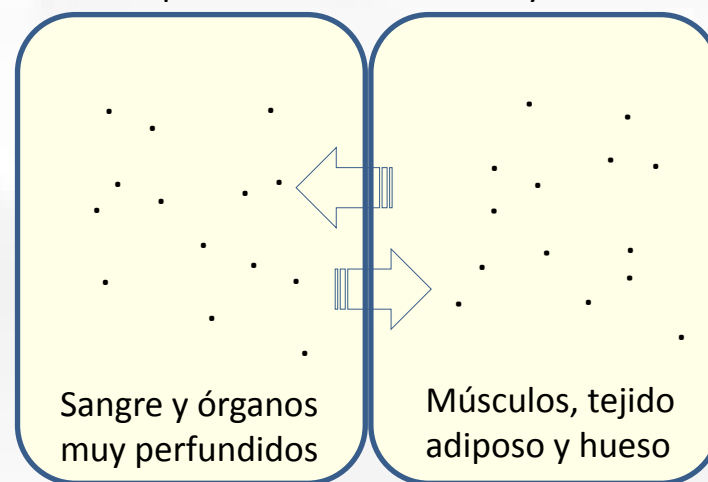 Sangre y órganos
muy perfundidos
Músculos, tejido
adiposo y hueso